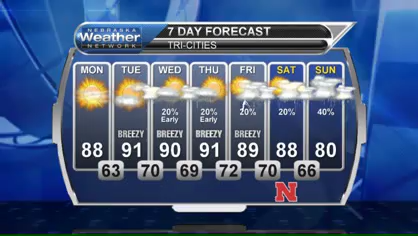 NEBRASKA
Weather
NETWORK
7 DAY FORECAST
TRI-CITIES
MON TUE WED THU FRI SAT SUN
20% 20% 20% 20% 40%
Early Early
BREEZY BREEZY BREEZY BREEZY
88 91 90 91 89 88 80
63 70 69 72 70 66
N